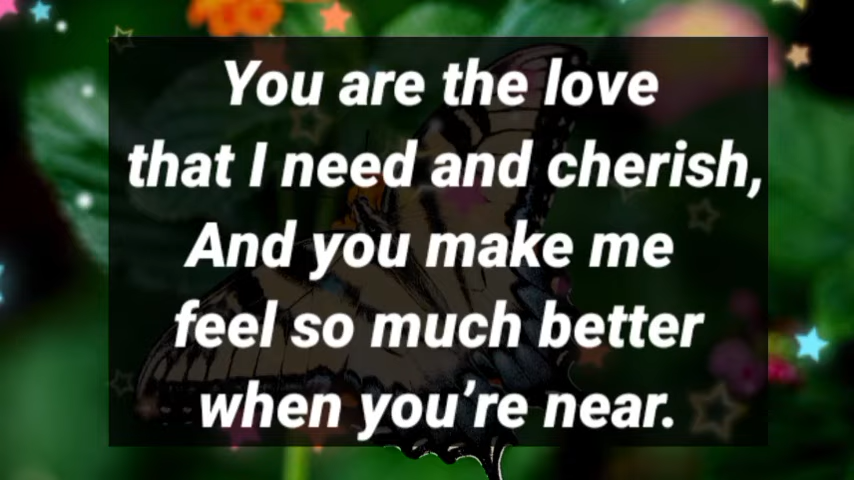 You are the love
that I need and cherish,
And you make me
feel so much better
when you’re near.